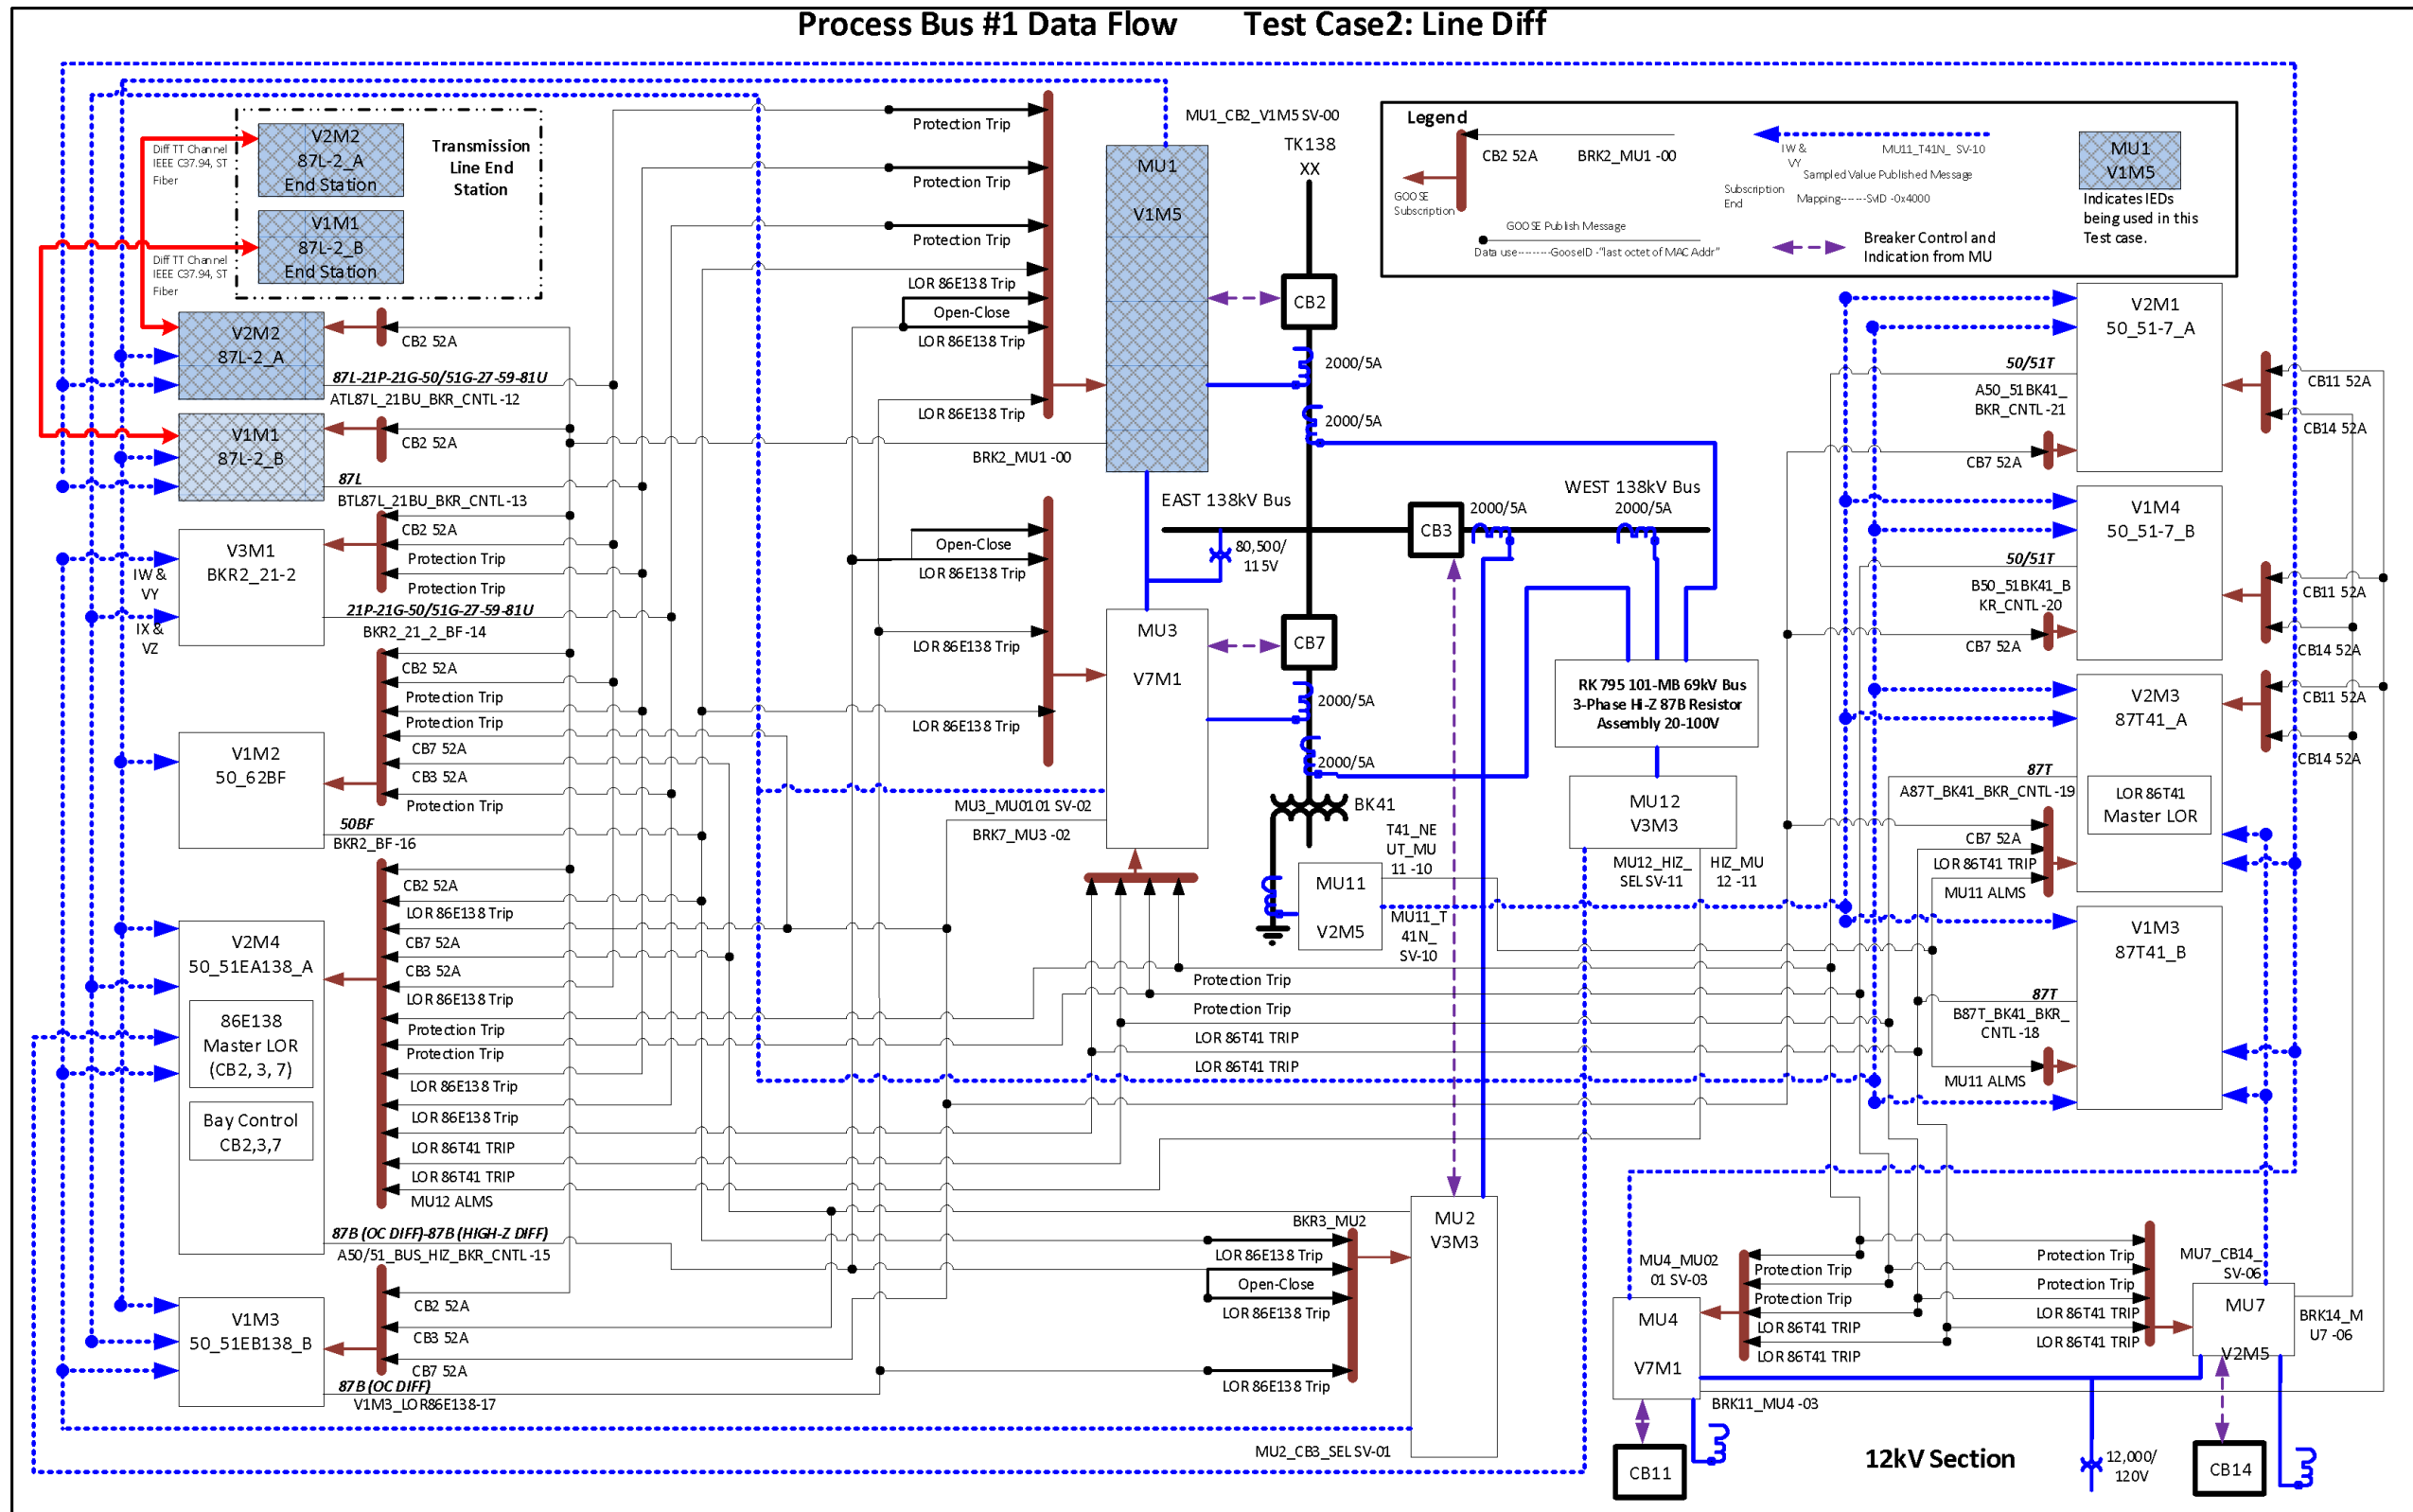 Process Bus #1 Data Flow Test Case2: Line Diff
V2M2
87L-2_A
End Station
Transmission
Line End
Station
Diff TT Channel
IEEE C37.94, ST
Fiber
V1M1
87L-2_B
End Station
Diff TT Channel
IEEE C37.94, ST
Fiber
V2M2
87L-2_A
CB2 52A
87L-21P-21G-50/51G-27-59-81U
ATL87L_21BU_BKR_CNTL -12
V1M1
87L-2_B
CB2 52A
87L
BTL87L_21BU_BKR_CNTL -13
V3M1
BKR2_21-2
IW &
VY
IX &
VZ
CB2 52A
Protection Trip
Protection Trip
21P-21G-50/51G-27-59-81U
BKR2_21_2_BF -14
V1M2
50_62BF
CB2 52A
Protection Trip
Protection Trip
CB7 52A
CB3 52A
Protection Trip
50BF
BKR2_BF -16
V2M4
50_51EA138_A
86E138
Master LOR
(CB2, 3, 7)
Bay Control
CB2,3,7
CB2 52A
LOR 86E138 Trip
CB7 52A
CB3 52A
LOR 86E138 Trip
Protection Trip
Protection Trip
LOR 86E138 Trip
LOR 86E138 Trip
LOR 86T41 TRIP
LOR 86T41 TRIP
MU12 ALMS
87B (OC DIFF)-87B (HIGH-Z DIFF)
A50/51_BUS_HIZ_BKR_CNTL -15
V1M3
50_51EB138_B
CB2 52A
CB3 52A
CB7 52A
87B (OC DIFF)
V1M3_LOR86E138-17
Protection Trip
Protection Trip
Protection Trip
LOR 86E138 Trip
Open-Close
LOR 86E138 Trip
LOR 86E138 Trip
BRK2_MU1 -00
MU1_CB2_V1M5 SV-00
MU1
V1M5
TK138
XX
CB2
2000/5A
2000/5A
EAST 138kV Bus
WEST 138kV Bus
CB3
2000/5A
2000/5A
80,500/
115V
Open-Close
LOR 86E138 Trip
LOR 86E138 Trip
LOR 86E138 Trip
MU3
V7M1
CB7
2000/5A
2000/5A
MU3_MU0101 SV-02
BRK7_MU3 -02
BK41
RK 795 101-MB 69kV Bus
3-Phase Hi-Z 87B Resistor
Assembly 20-100V
MU12
V3M3
MU12_HIZ_
SEL SV-11
HIZ_MU
12 -11
T41_NE
UT_MU
11 -10
MU11
V2M5
MU11_T
41N_
SV-10
Protection Trip
Protection Trip
LOR 86T41 TRIP
LOR 86T41 TRIP
BKR3_MU2
MU2
V3M3
LOR 86E138 Trip
Open-Close
LOR 86E138 Trip
LOR 86E138 Trip
MU2_CB3_SEL SV-01
Legend
CB2 52A
BRK2_MU1 -00
GOOSE
Subscription
GOOSE Publish Message
Data use--------GooseID -"last octet of MAC Addr"
IW &
VY
MU11_T41N_ SV-10
Sampled Value Published Message
Subscription
End
Mapping-------SVID -0x4000
Breaker Control and
Indication from MU
MU1
V1M5
Indicates IEDs
being used in this
Test case.
V2M1
50_51-7_A
50/51T
A50_51BK41_
BKR_CNTL -21
CB7 52A
CB11 52A
CB14 52A
V1M4
50_51-7_B
50/51T
B50_51BK41_B
KR_CNTL -20
CB7 52A
CB11 52A
CB14 52A
V2M3
87T41_A
LOR 86T41
Master LOR
CB11 52A
CB14 52A
87T
A87T_BK41_BKR_CNTL -19
CB7 52A
LOR 86T41 TRIP
MU11 ALMS
V1M3
87T41_B
87T
B87T_BK41_BKR_
CNTL -18
MU11 ALMS
MU4_MU02
01 SV-03
Protection Trip
Protection Trip
LOR 86T41 TRIP
LOR 86T41 TRIP
Protection Trip
Protection Trip
LOR 86T41 TRIP
LOR 86T41 TRIP
MU4
V7M1
MU7_CB14_
SV-06
MU7
V2M5
BRK14_M
U7 -06
BRK11_MU4 -03
CB11
12kV Section
12,000/
120V
CB14